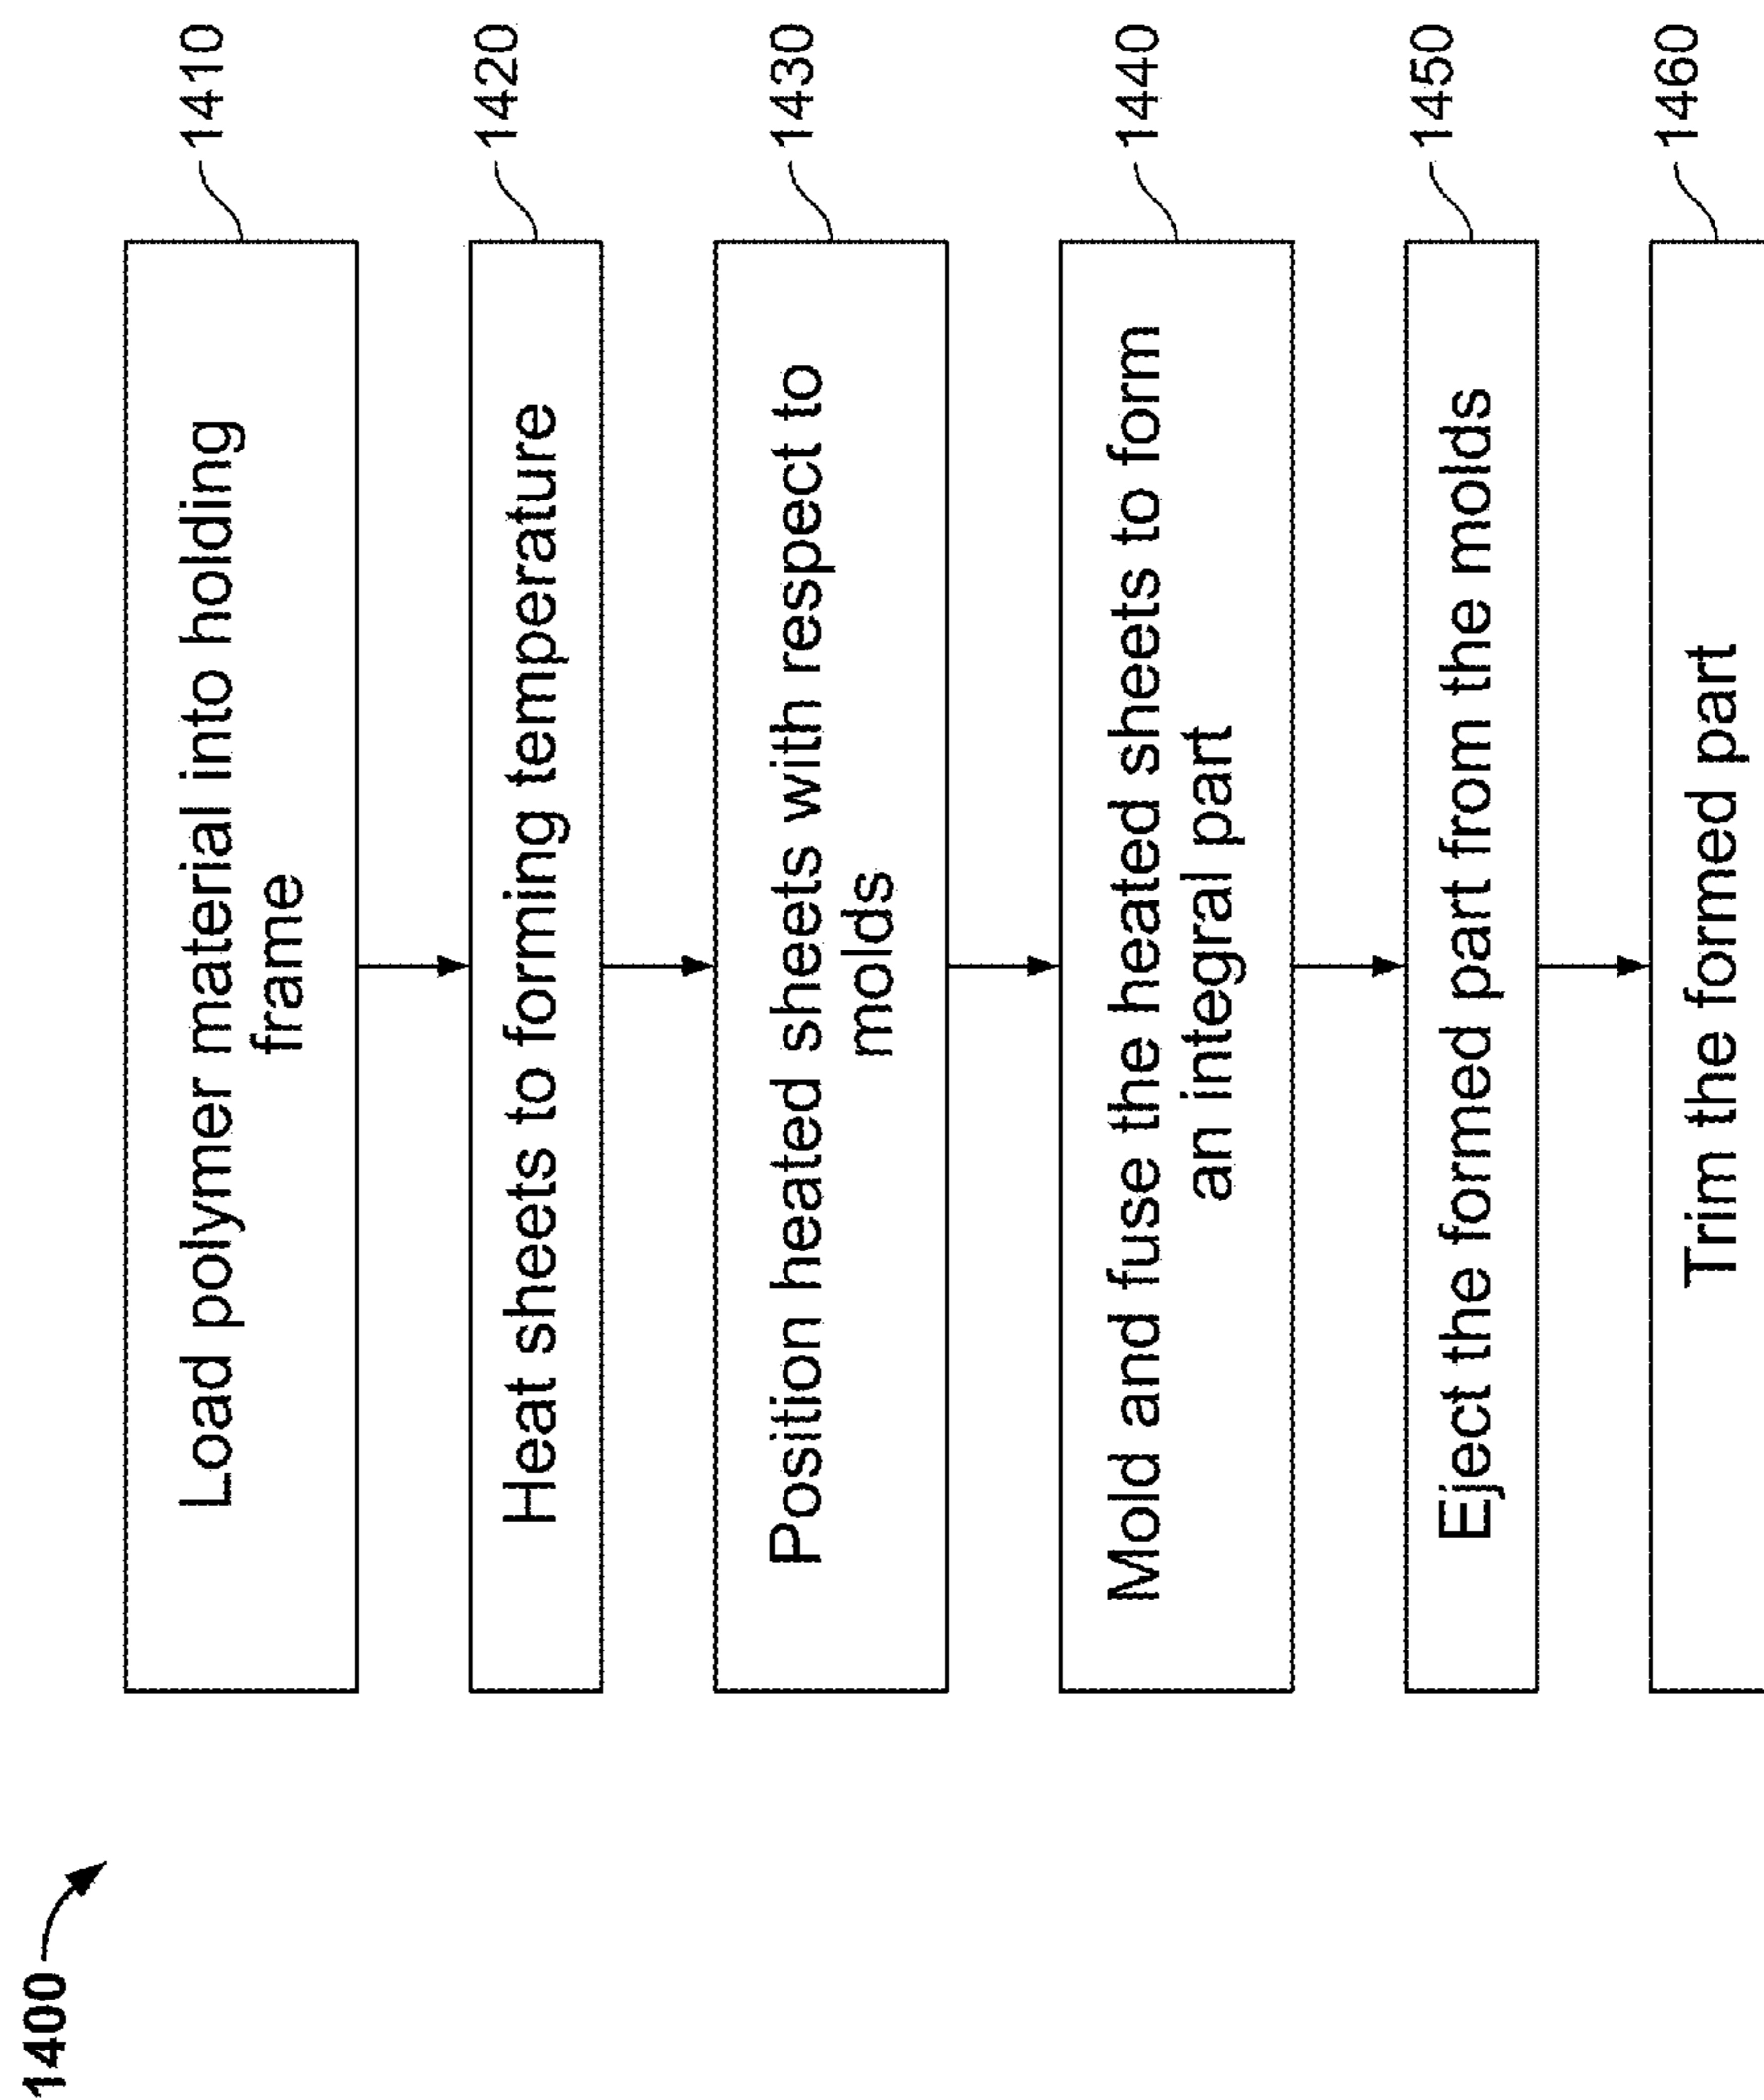 1400
Load polymer material into holding
frame
1410
Heat sheets to forming temperature
1420
Position heated sheets with respect to
molds
1430
Mold and fuse the heated sheets to form
an integral part
1440
Eject the formed part from the molds
1450
Trim the formed part
1460